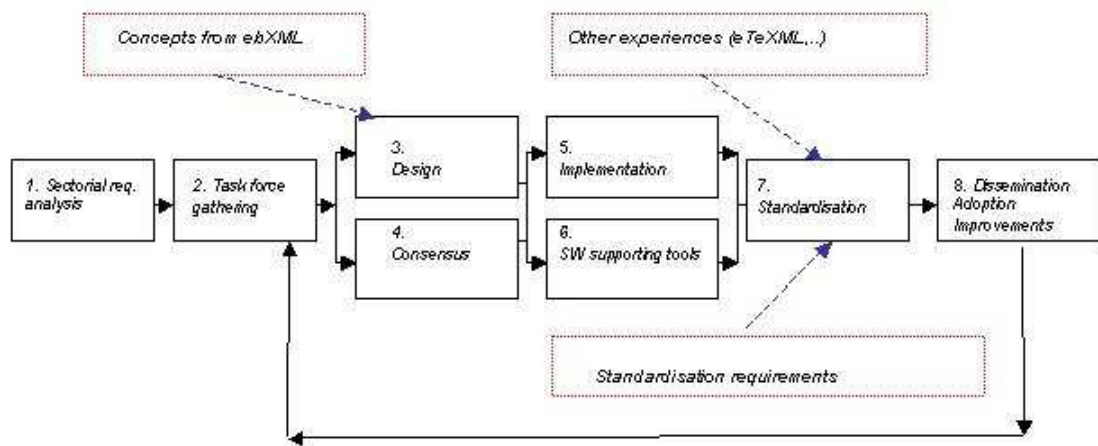 Concepts from ebXML
Other experiences (eTeXML,..)
1. Sectorial req.
analysis
2. Task force
gathering
3.
Design
4.
Consensus
5.
Implementation
6.
SW supporting tools
7.
Standardisation
8. Dissemination
Adoption
Improvements
Standardisation requirements